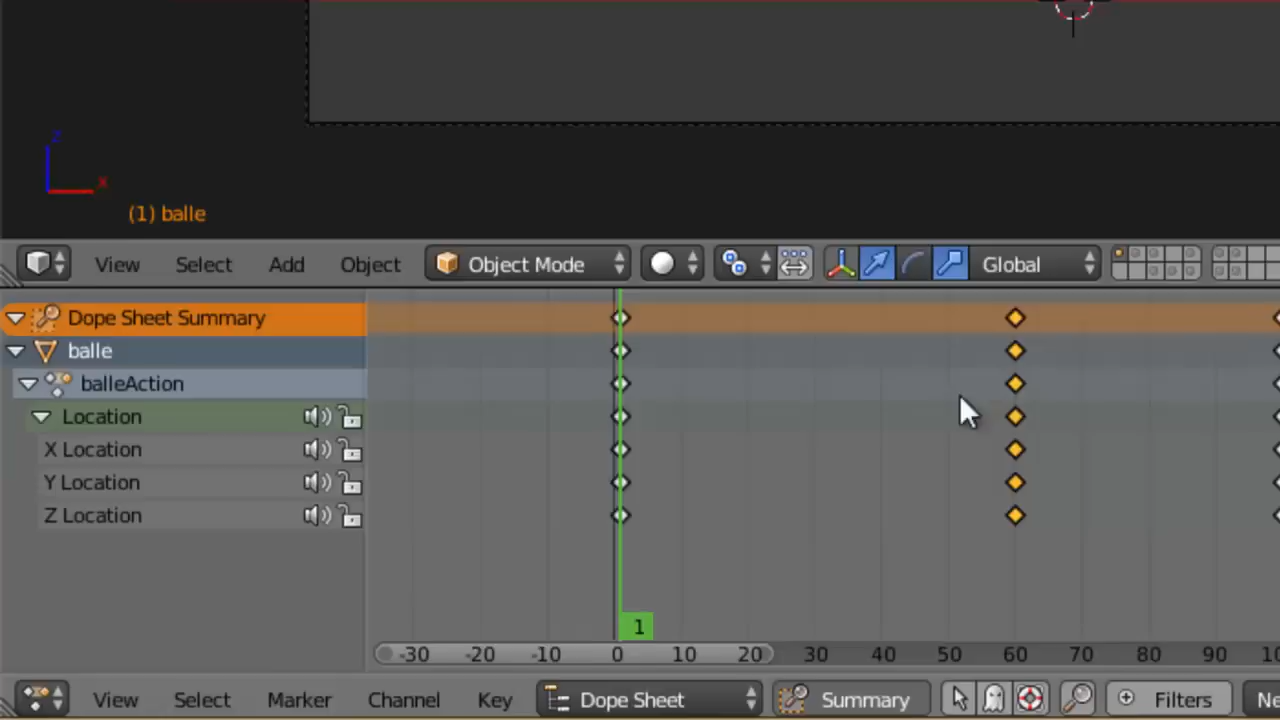 z
x
(1) balle
View Select Add Object Object Mode Global
Dope Sheet Summary
balle
balleAction
Location
X Location
Y Location
Z Location
1
-30 -20 -10 0 10 20 30 40 50 60 70 80 90
View Select Marker Channel Key Dope Sheet Summary Filters